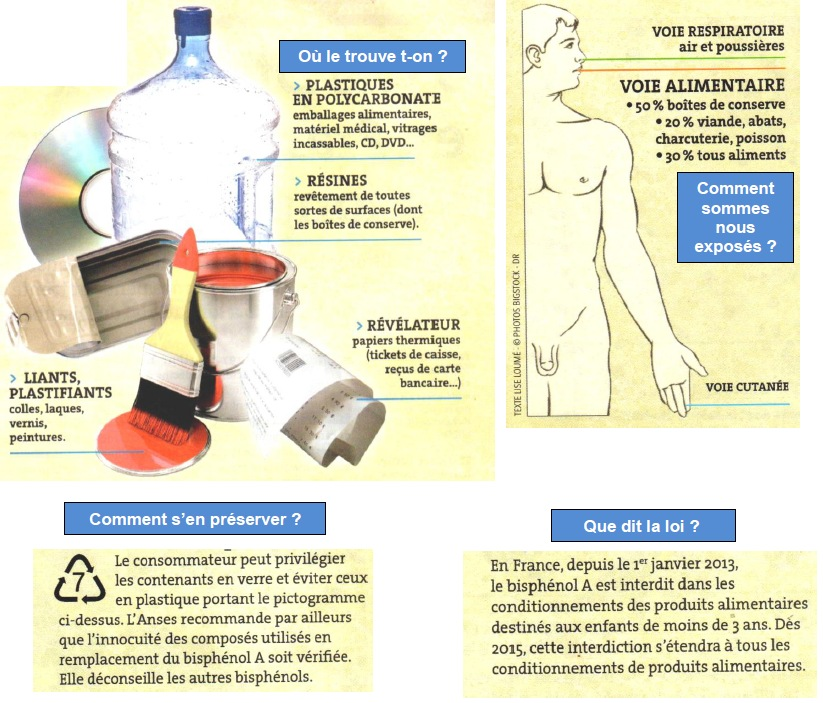 Où le trouve t-on ?
> PLASTIQUES
EN POLYCARBONATE
emballages alimentaires,
matériel médical, vitrages
incassables, CD, DVD...
> RÉSINES
revêtement de toutes
sortes de surfaces (dont
les boîtes de conserve).
> RÉVÉLATEUR
papiers thermiques
(tickets de caisse,
reçus de carte
bancaire...)
> LIANTS,
PLASTIFIANTS
colles, laques,
vernis,
peintures.
VOIE RESPIRATOIRE
air et poussières
VOIE ALIMENTAIRE
• 50 % boîtes de conserve
• 20 % viande, abats,
charcuterie, poisson
• 30 % tous aliments
Comment
sommes
nous
exposés ?
VOIE CUTANÉE
TEXTE LISE LOUMÉ - © PHOTOS BIGSTOCK - DR
Comment s'en préserver ?
7
Le consommateur peut privilégier
les contenants en verre et éviter ceux
en plastique portant le pictogramme
ci-dessus. L'Anses recommande par ailleurs
que l'innocuité des composés utilisés en
remplacement du bisphénol A soit vérifiée.
Elle déconseille les autres bisphénols.
Que dit la loi ?
En France, depuis le 1er janvier 2013,
le bisphénol A est interdit dans les
conditionnements des produits alimentaires
destinés aux enfants de moins de 3 ans. Dès
2015, cette interdiction s'étendra à tous les
conditionnements de produits alimentaires.